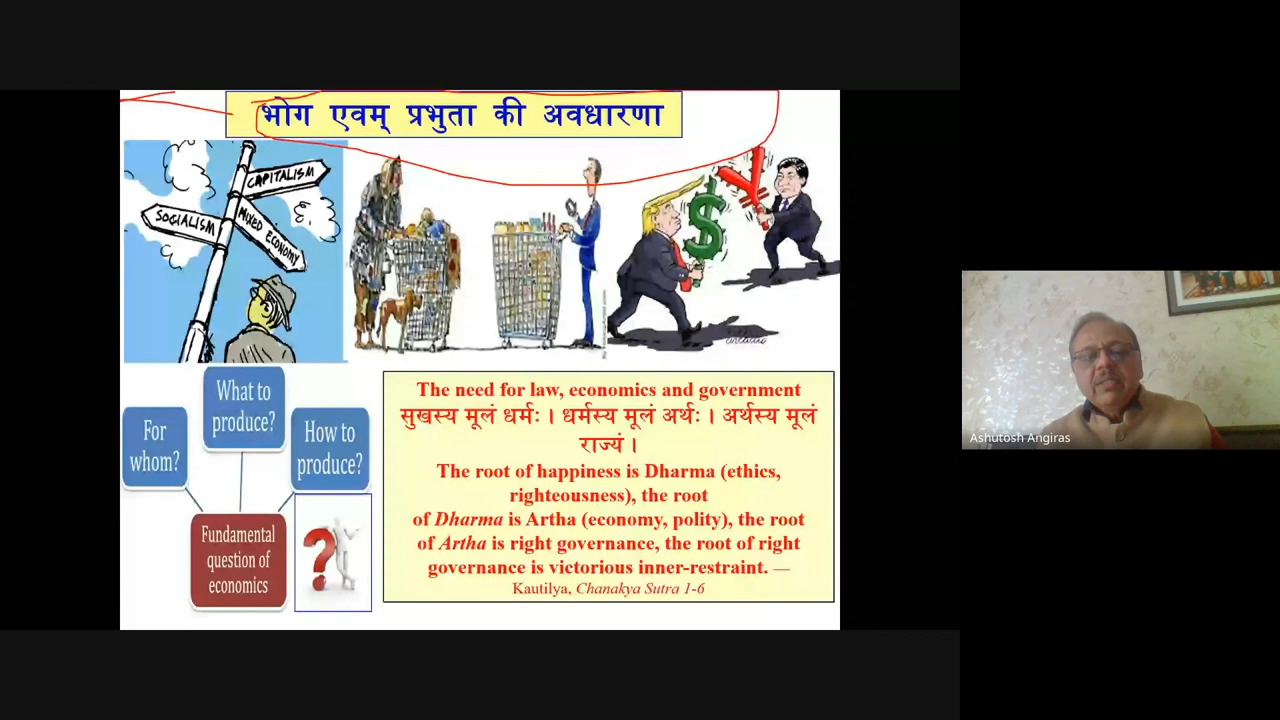 भोग एवम् प्रभुता की अवधारणा
CAPITALISM
SOCIALISM
MIXED ECONOMY
$
¥
What to
produce?
For
whom?
How to
produce?
Fundamental
question of
economics
?
The need for law, economics and government
सुखस्य मूलं धर्मः । धर्मस्य मूलं अर्थः । अर्थस्य मूलं
राज्यं ।
The root of happiness is Dharma (ethics,
righteousness), the root
of Dharma is Artha (economy, polity), the root
of Artha is right governance, the root of right
governance is victorious inner-restraint. —
Kautilya, Chanakya Sutra 1-6
Ashutosh Angiras